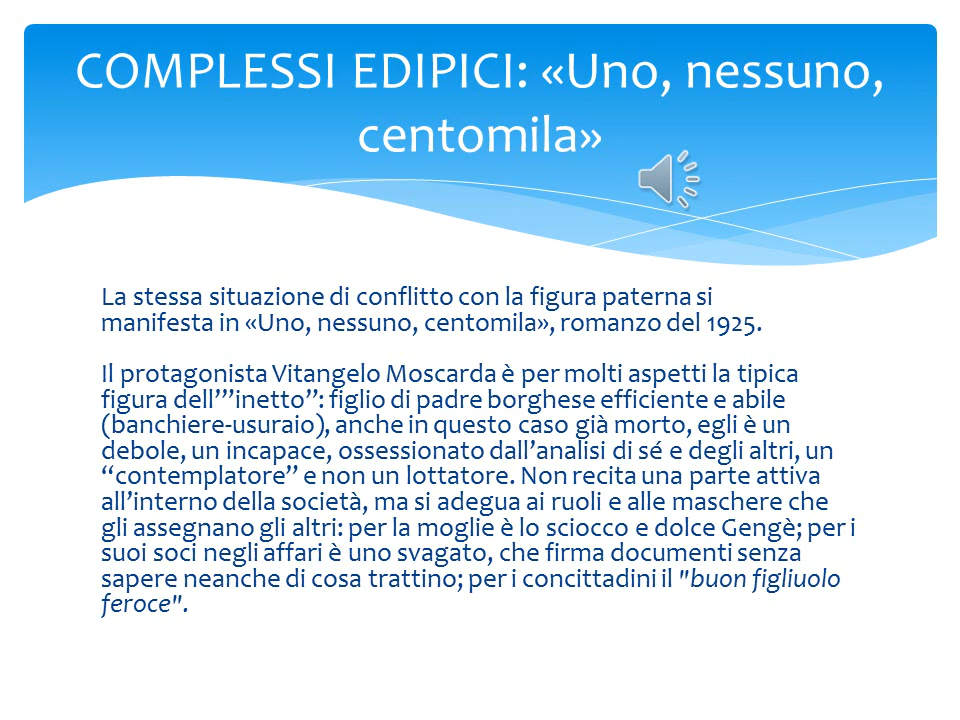 COMPLESSI EDIPICI: «Uno, nessuno,
centomila»
La stessa situazione di conflitto con la figura paterna si
manifesta in «Uno, nessuno, centomila», romanzo del 1925.
Il protagonista Vitangelo Moscarda è per molti aspetti la tipica
figura dell’”inetto”: figlio di padre borghese efficiente e abile
(banchiere-usuraio), anche in questo caso già morto, egli è un
debole, un incapace, ossessionato dall’analisi di sé e degli altri, un
“contemplatore” e non un lottatore. Non recita una parte attiva
all’interno della società, ma si adegua ai ruoli e alle maschere che
gli assegnano gli altri: per la moglie è lo sciocco e dolce Gengè; per i
suoi soci negli affari è uno svagato, che firma documenti senza
sapere neanche di cosa trattino; per i concittadini il "buon figliuolo
feroce".